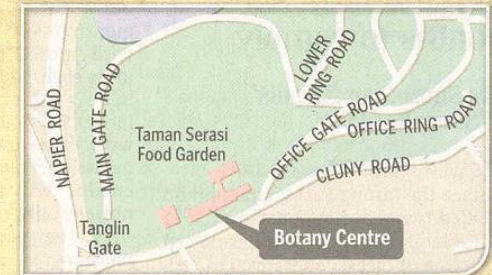 LOWER
RING ROAD
NAPIER ROAD
MAIN GATE ROAD
Taman Serasi
Food Garden
OFFICE GATE ROAD
OFFICE RING ROAD
CLUNY ROAD
Tanglin
Gate
Botany Centre